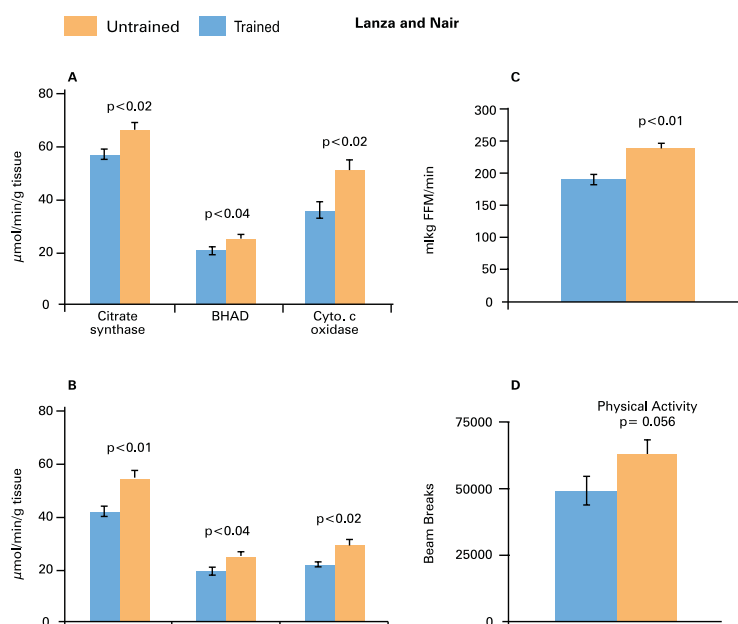 Untrained
Trained
Lanza and Nair
A
80
60
40
20
0
µmol/min/g tissue
p<0.02
p<0.04
p<0.02
Citrate
synthase
BHAD
Cyto. c
oxidase
C
300
250
200
150
100
50
0
mlkg FFM/min
p<0.01
B
80
60
40
20
0
µmol/min/g tissue
p<0.01
p<0.04
p<0.02
D
75000
50000
25000
0
Beam Breaks
Physical Activity
p= 0.056